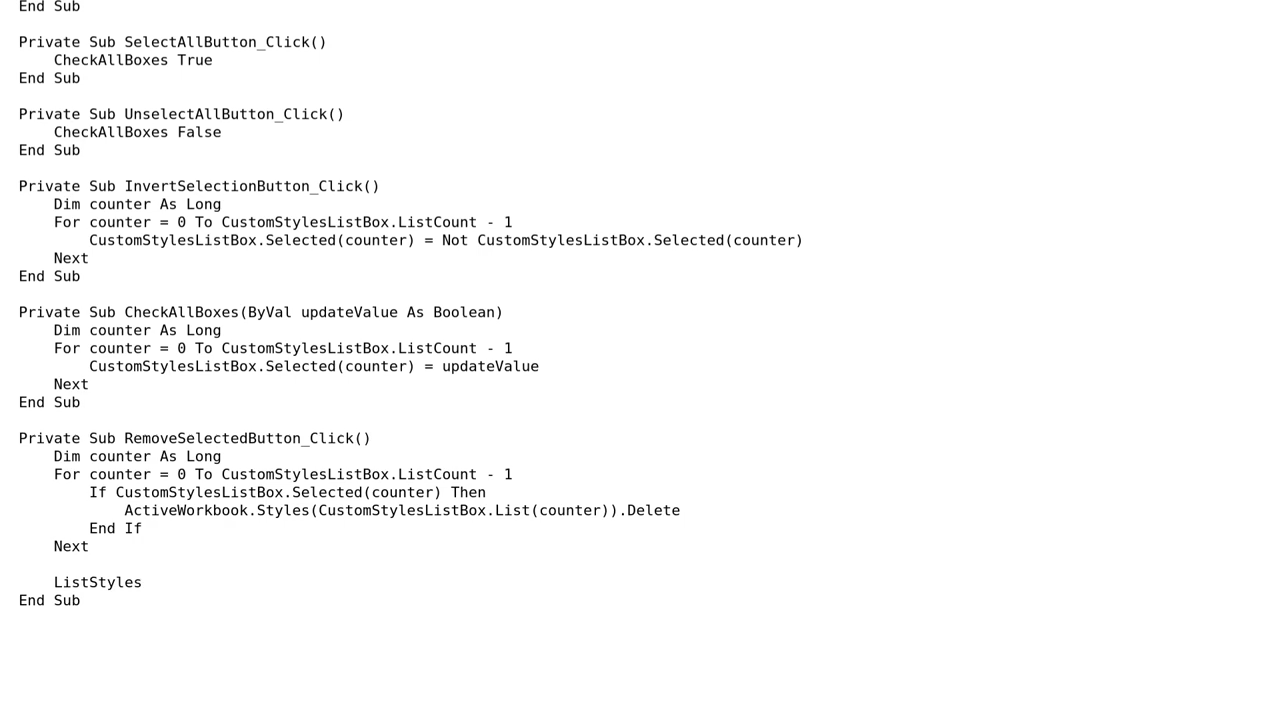 End Sub

Private Sub SelectAllButton_Click()
    CheckAllBoxes True
End Sub

Private Sub UnselectAllButton_Click()
    CheckAllBoxes False
End Sub

Private Sub InvertSelectionButton_Click()
    Dim counter As Long
    For counter = 0 To CustomStylesListBox.ListCount - 1
        CustomStylesListBox.Selected(counter) = Not CustomStylesListBox.Selected(counter)
    Next
End Sub

Private Sub CheckAllBoxes(ByVal updateValue As Boolean)
    Dim counter As Long
    For counter = 0 To CustomStylesListBox.ListCount - 1
        CustomStylesListBox.Selected(counter) = updateValue
    Next
End Sub

Private Sub RemoveSelectedButton_Click()
    Dim counter As Long
    For counter = 0 To CustomStylesListBox.ListCount - 1
        If CustomStylesListBox.Selected(counter) Then
            ActiveWorkbook.Styles(CustomStylesListBox.List(counter)).Delete
        End If
    Next

    ListStyles
End Sub